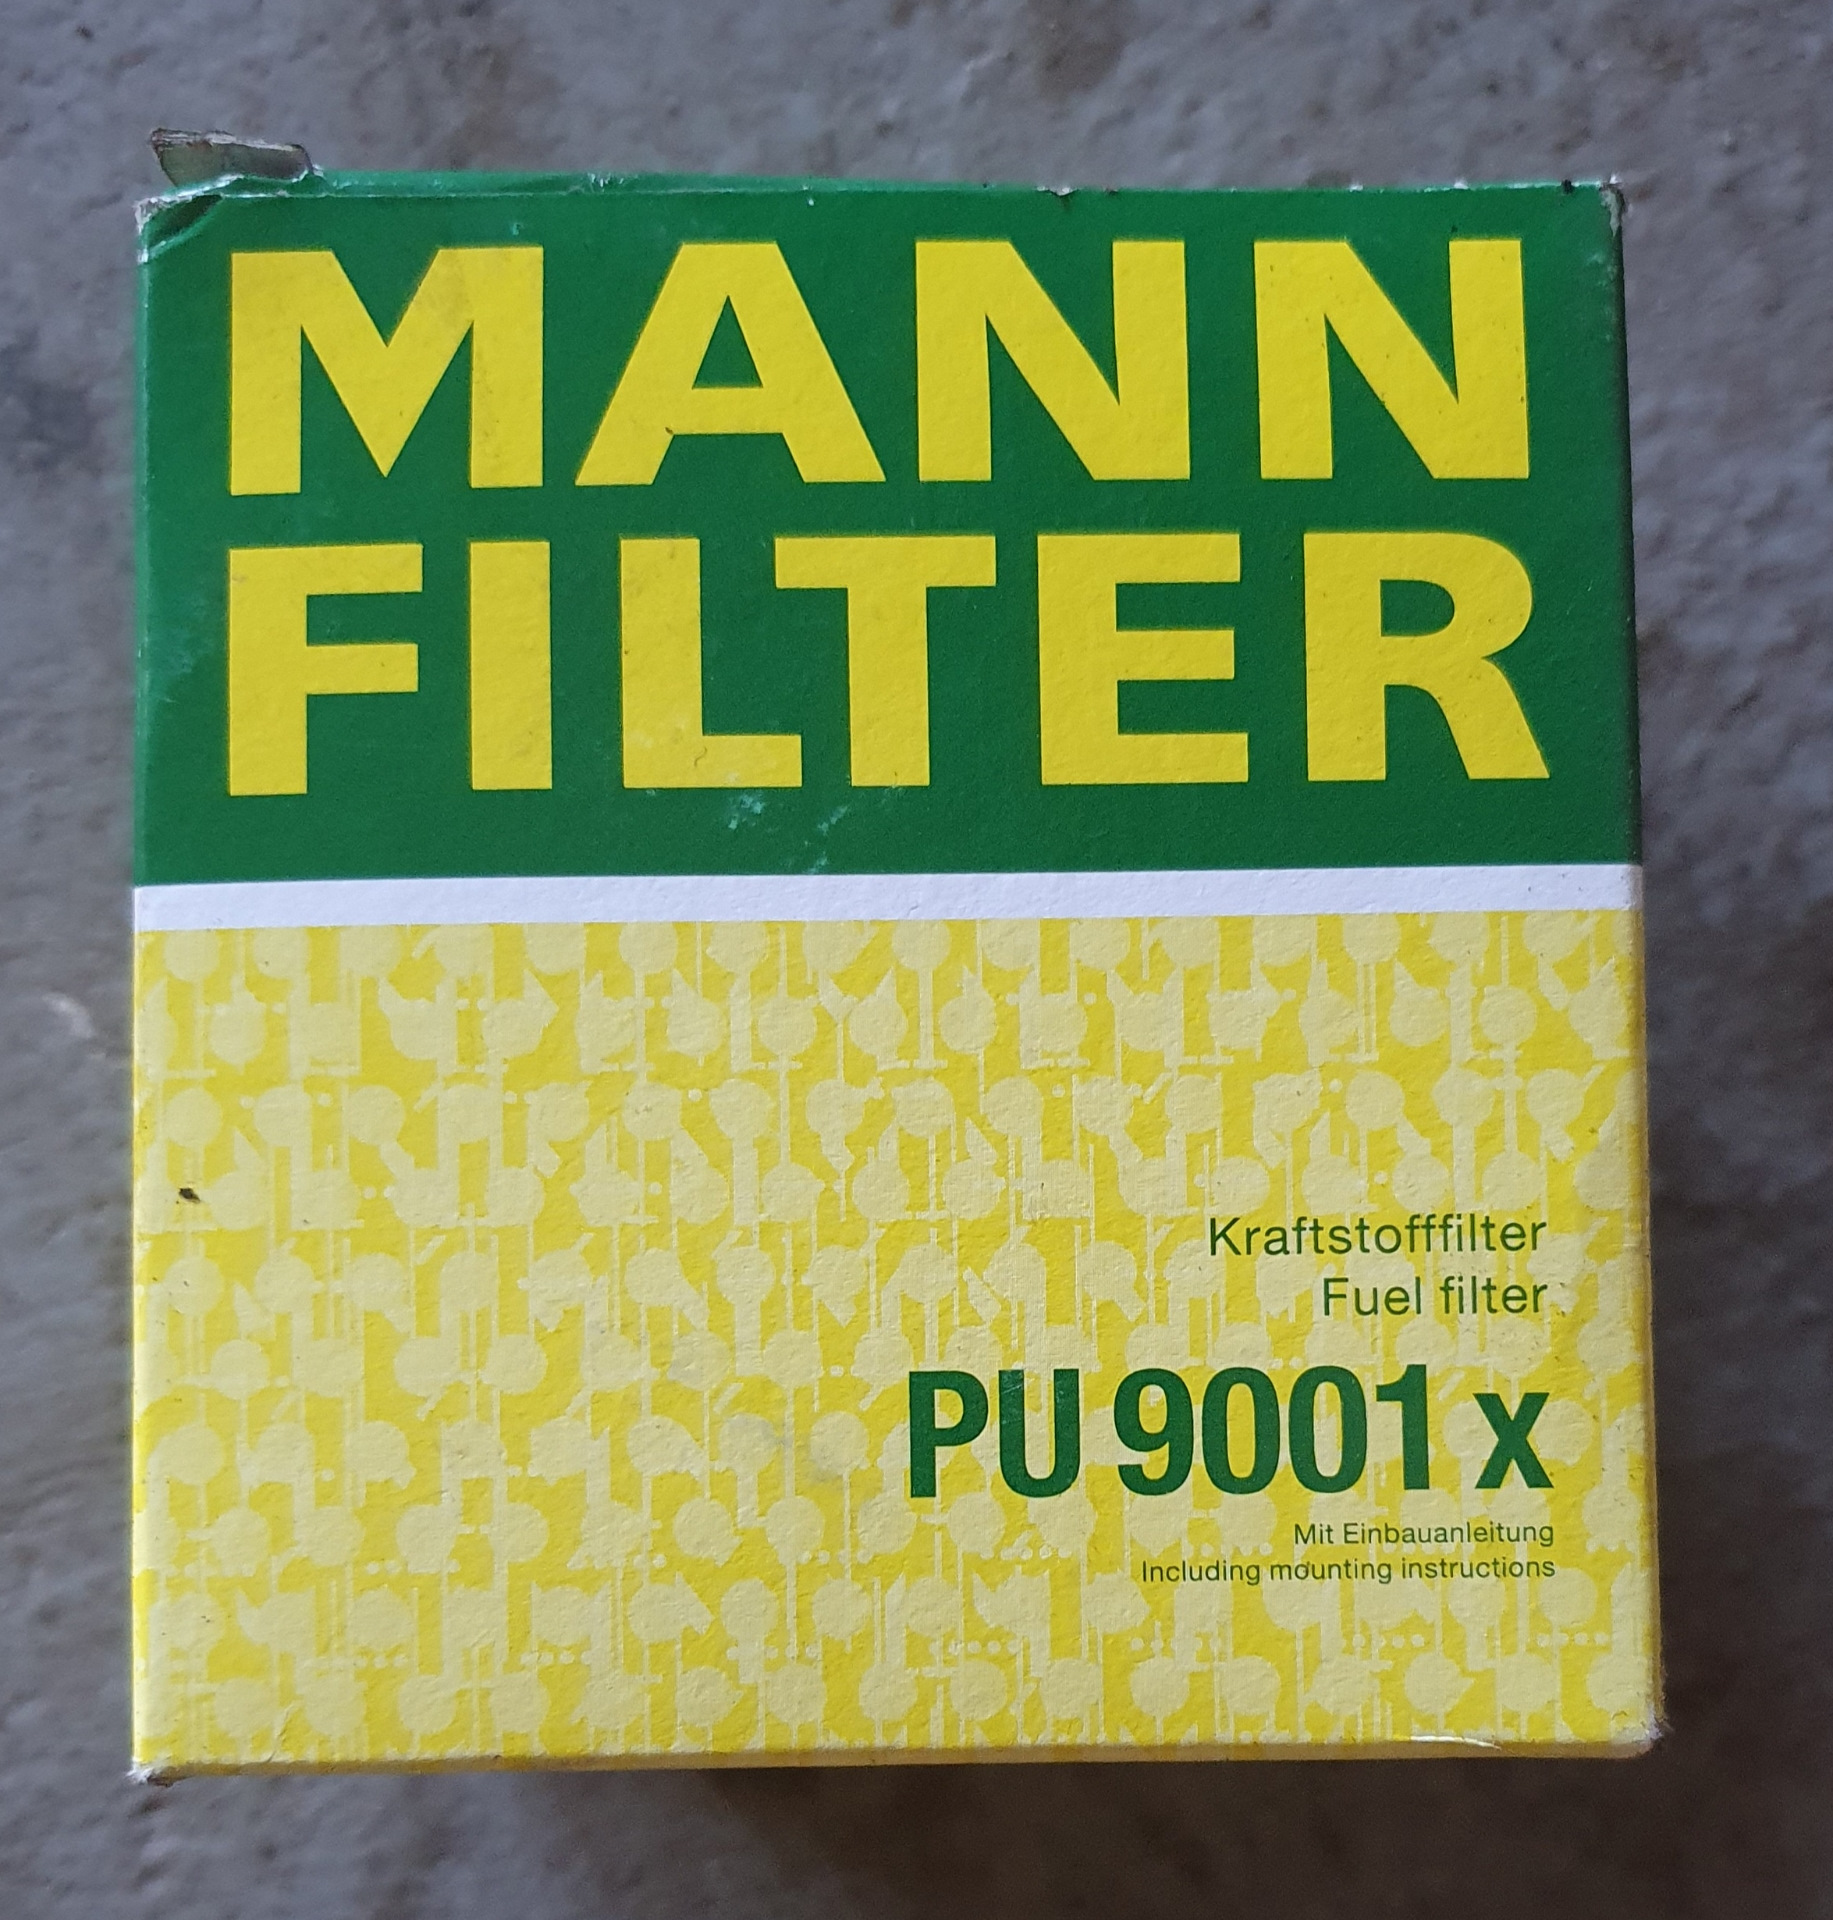 MANN
FILTER
Kraftstofffilter
Fuel filter
PU 9001 x
Mit Einbauanleitung
Including mounting instructions